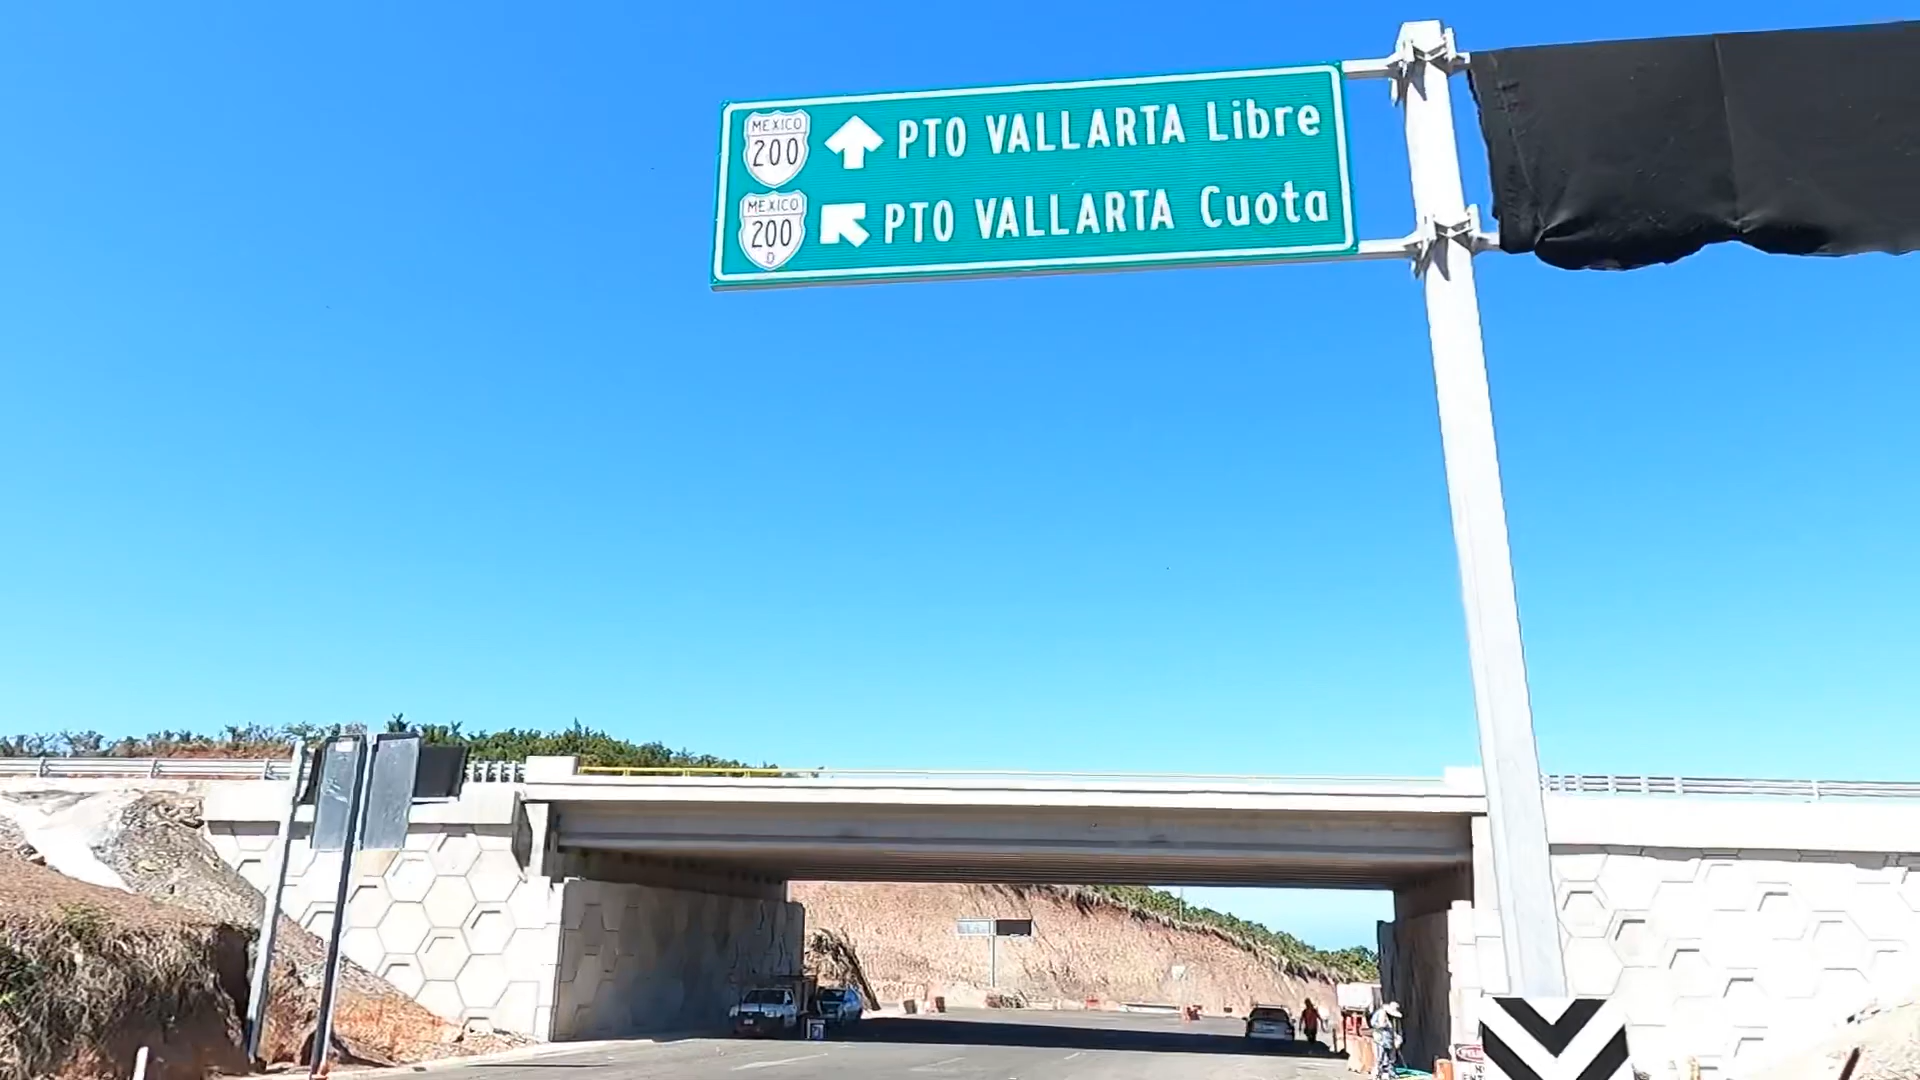 MEXICO
200
PTO VALLARTA Libre
MEXICO
200
D
PTO VALLARTA Cuota